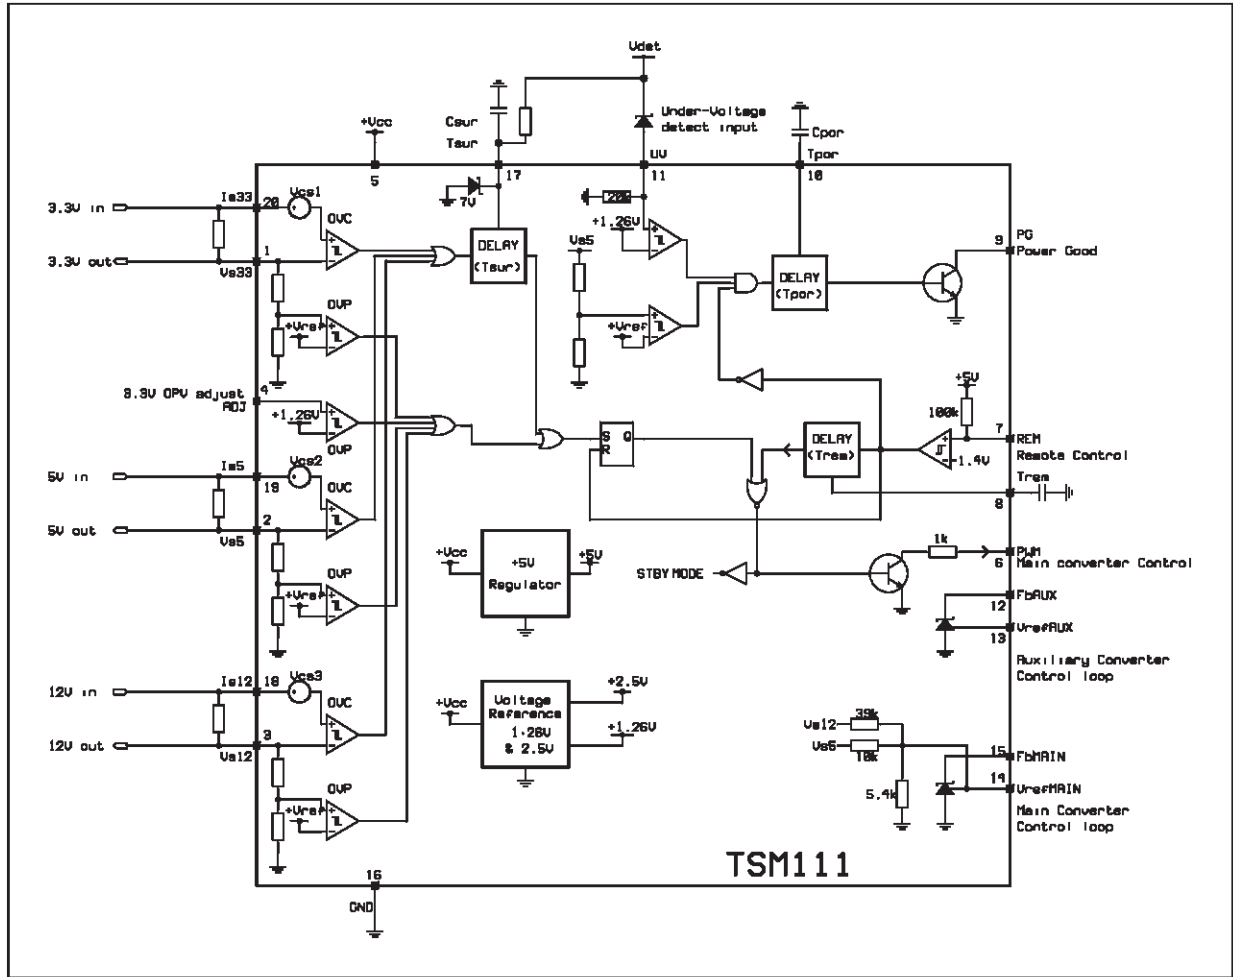 Vdet
Csur
Tsur
Under-Voltage
detect input
Cpor
+Vcc
UV
Tpor
5
17
11
10
Is33
20
Vcs1
7V
20k
3.3V in
OVC
+1.26V
Vs5
9
PG
1
DELAY
(Tsur)
DELAY
(Tpor)
Power Good
3.3V out
Vs33
OVP
+Vref
+Vref
4
+5V
3.3V OPV adjust
ADJ
+1.26V
100k
7
S Q
R
DELAY
(Trem)
REM
Remote Control
OVP
1.4V
Is5
Vcs2
5V in
19
Trem
OVC
8
2
5V out
Vs5
1k
PWM
+Vcc
+5V
Regulator
+5V
6
Main converter Control
OVP
STBY MODE
+Vref
FbAUX
12
VrefAUX
13
Auxiliary Converter
Control loop
Is12
18
Vcs3
12V in
+2.5V
OVC
+Vcc
Voltage
Reference
1.26V
& 2.5V
+1.26V
39k
Vs12
3
12V out
Vs12
Vs5
10k
15
FbMAIN
14
OVP
5.4k
VrefMAIN
+Vref
Main Converter
Control loop
TSM111
16
GND